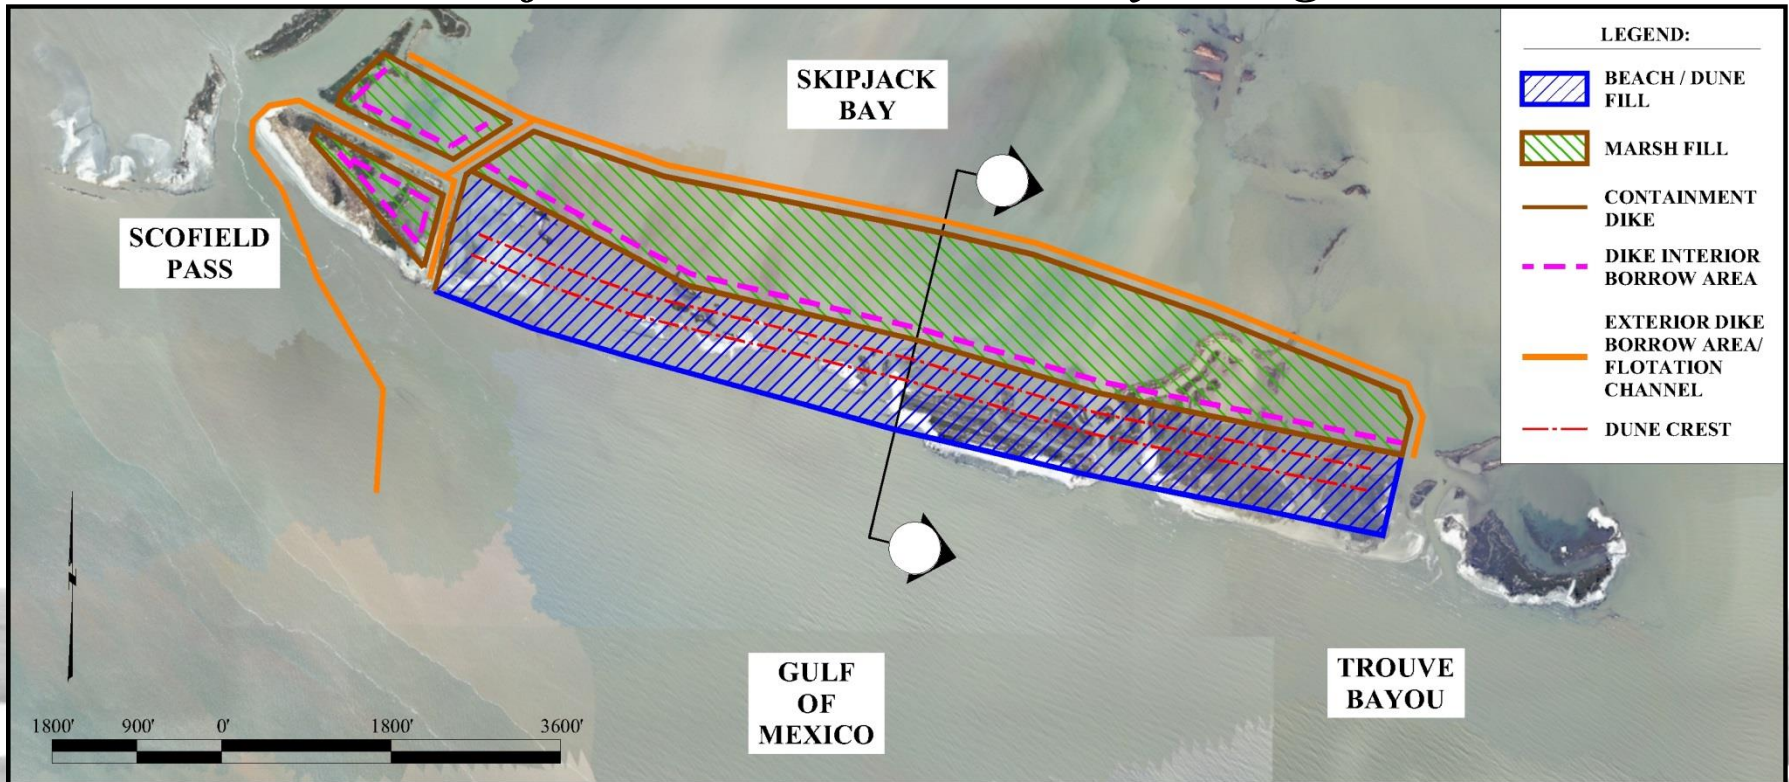 SKIPJACK
BAY
SCOFIELD
PASS
GULF
OF
MEXICO
TROUVE
BAYOU
LEGEND:
BEACH / DUNE
FILL
MARSH FILL
CONTAINMENT
DIKE
DIKE INTERIOR
BORROW AREA
EXTERIOR DIKE
BORROW AREA/
FLOTATION
CHANNEL
DUNE CREST
1800' 900' 0' 1800' 3600'